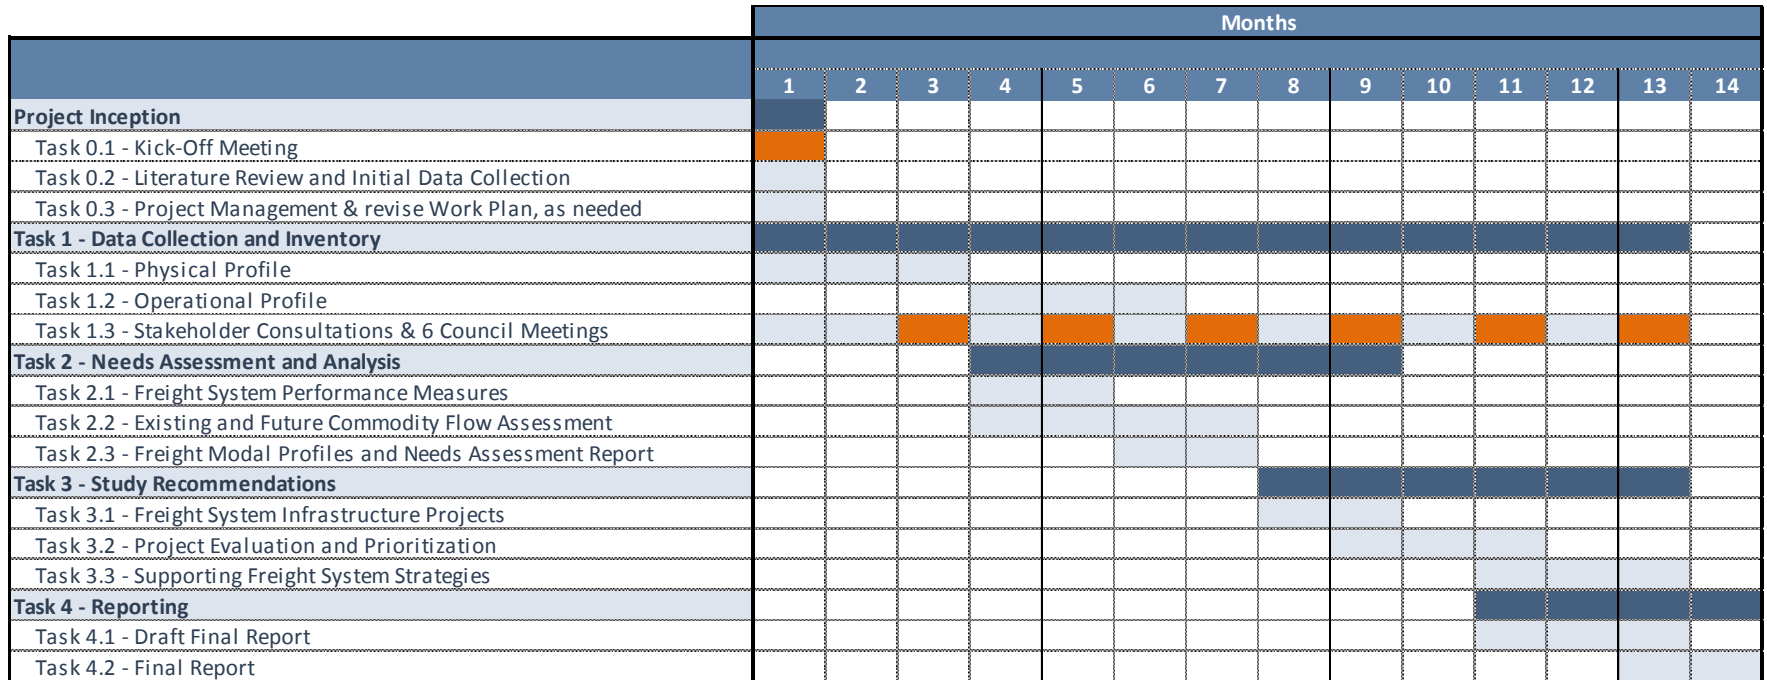 Months
1 2 3 4 5 6 7 8 9 10 11 12 13 14
Project Inception
Task 0.1 - Kick-Off Meeting
Task 0.2 - Literature Review and Initial Data Collection
Task 0.3 - Project Management & revise Work Plan, as needed
Task 1 - Data Collection and Inventory
Task 1.1 - Physical Profile
Task 1.2 - Operational Profile
Task 1.3 - Stakeholder Consultations & 6 Council Meetings
Task 2 - Needs Assessment and Analysis
Task 2.1 - Freight System Performance Measures
Task 2.2 - Existing and Future Commodity Flow Assessment
Task 2.3 - Freight Modal Profiles and Needs Assessment Report
Task 3 - Study Recommendations
Task 3.1 - Freight System Infrastructure Projects
Task 3.2 - Project Evaluation and Prioritization
Task 3.3 - Supporting Freight System Strategies
Task 4 - Reporting
Task 4.1 - Draft Final Report
Task 4.2 - Final Report